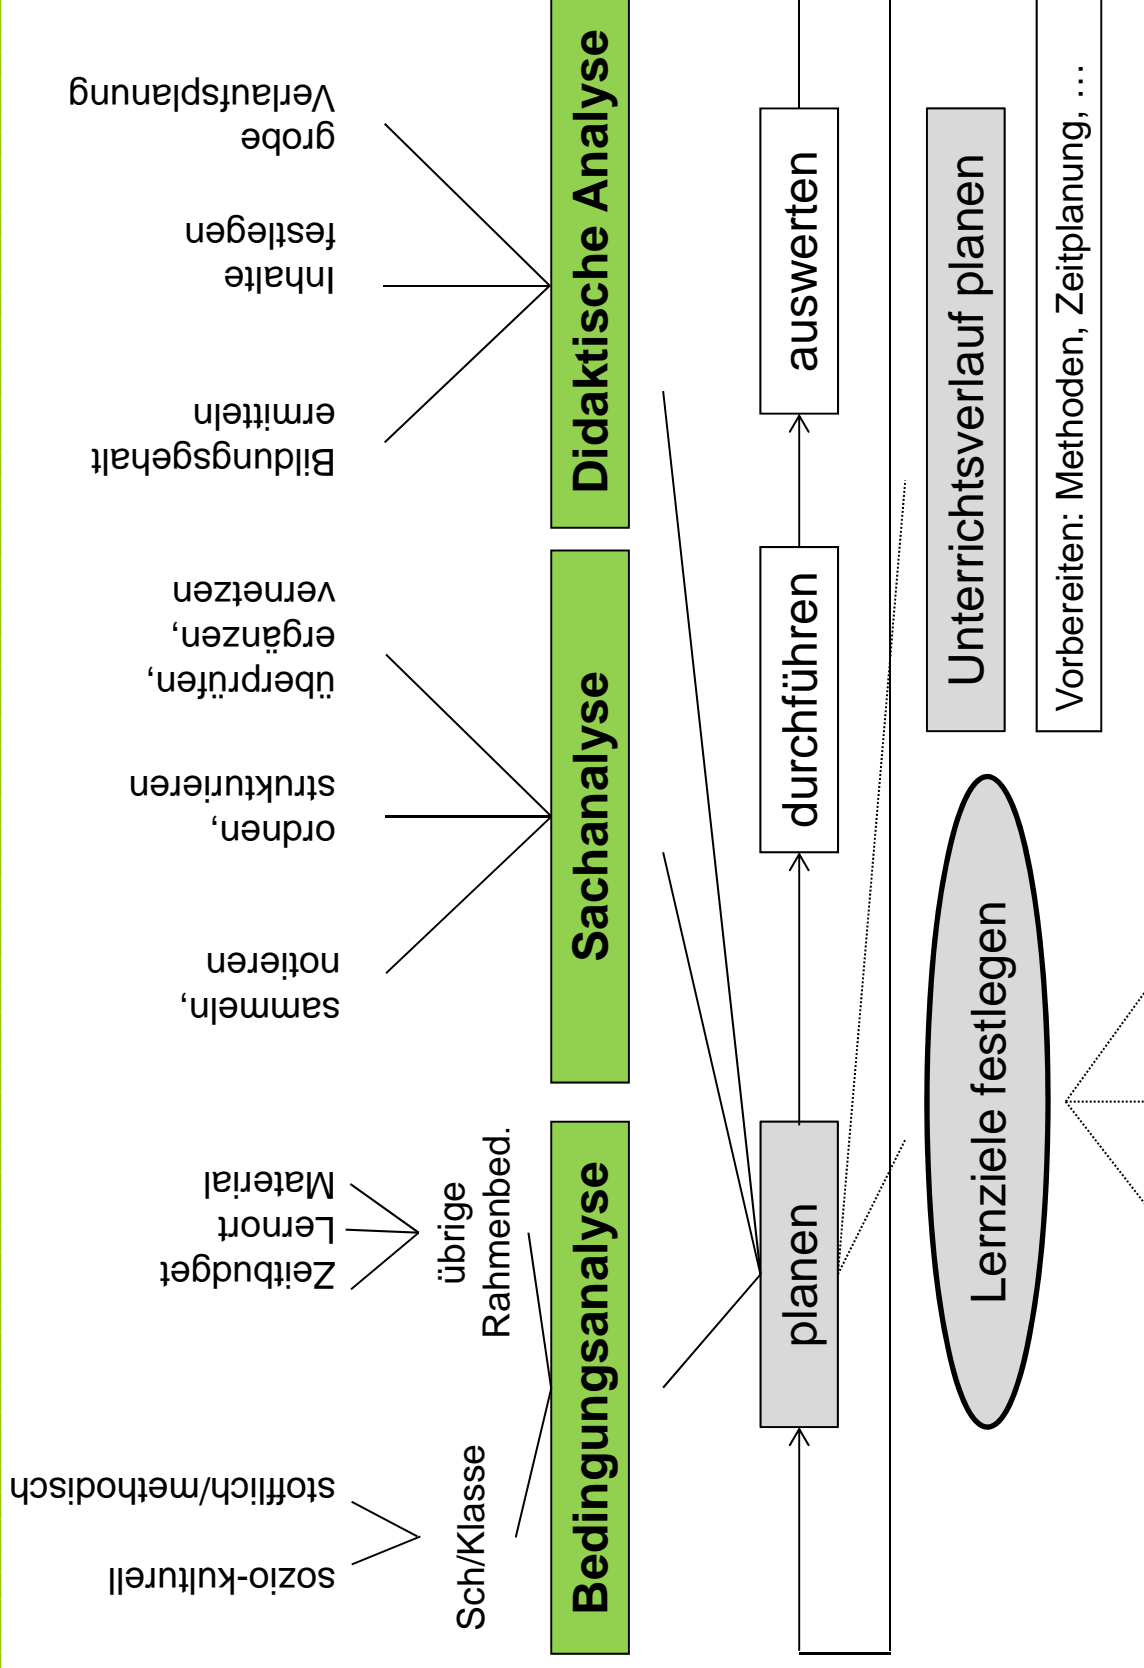 sozio-kulturell
stofflich/methodisch
Zeitbudget
Lernort
Material
sammeln,
notieren
ordnen,
strukturieren
überprüfen,
ergänzen,
vernetzen
Bildungsgehalt
ermitteln
Inhalte
festlegen
grobe
Verlaufsplanung
Sch/Klasse
übrige
Rahmenbed.
Bedingungsanalyse
Sachanalyse
Didaktische Analyse
planen
durchführen
auswerten
Lernziele festlegen
Unterrichtsverlauf planen
Vorbereiten: Methoden, Zeitplanung, …